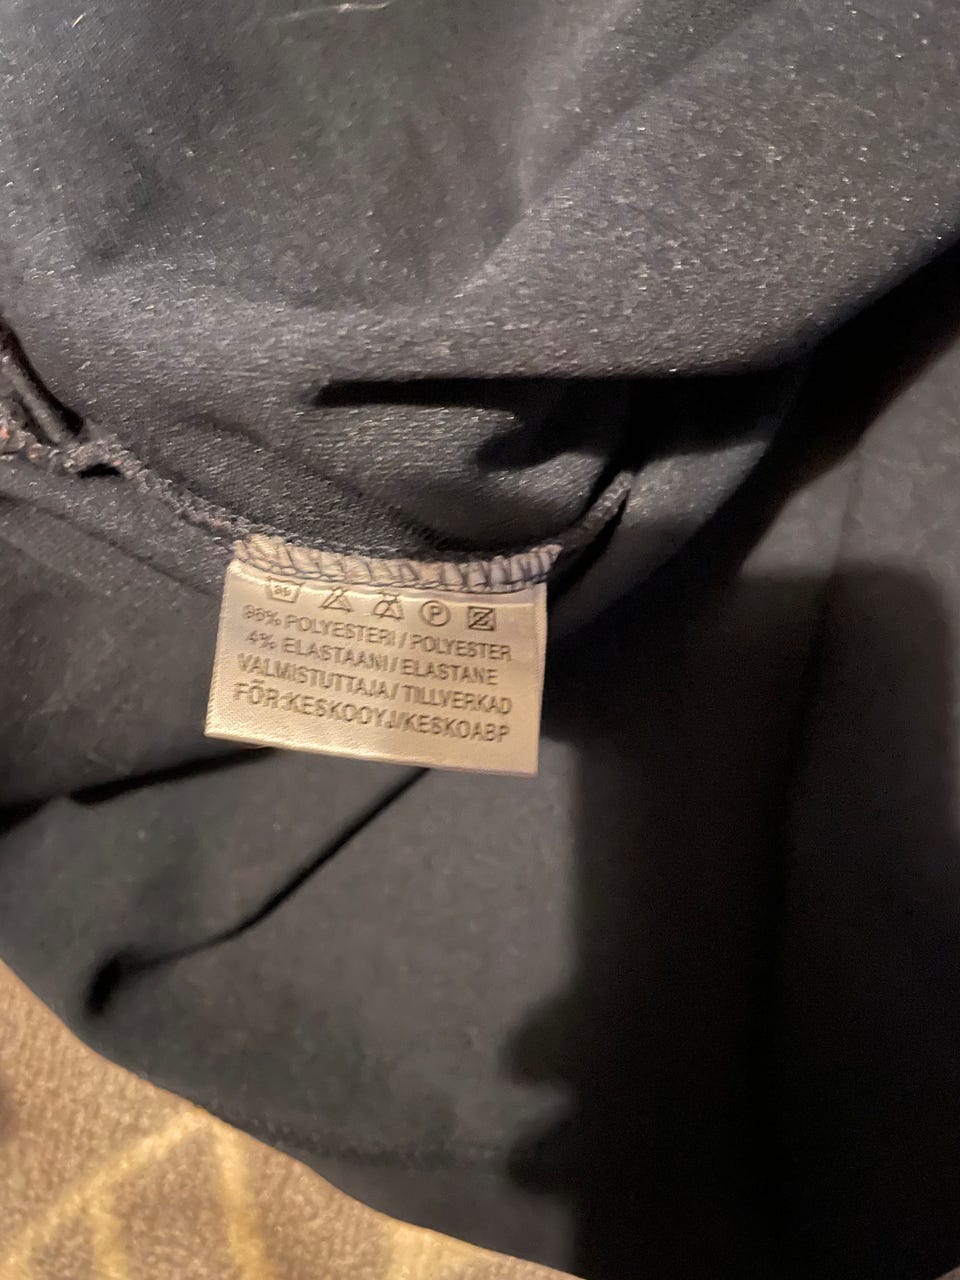 P
96% POLYESTERI / POLYESTER
4% ELASTAANI / ELASTANE
VALMISTUTTAJA / TILLVERKAD
FÖR:KESKOOYJ/KESKOABP